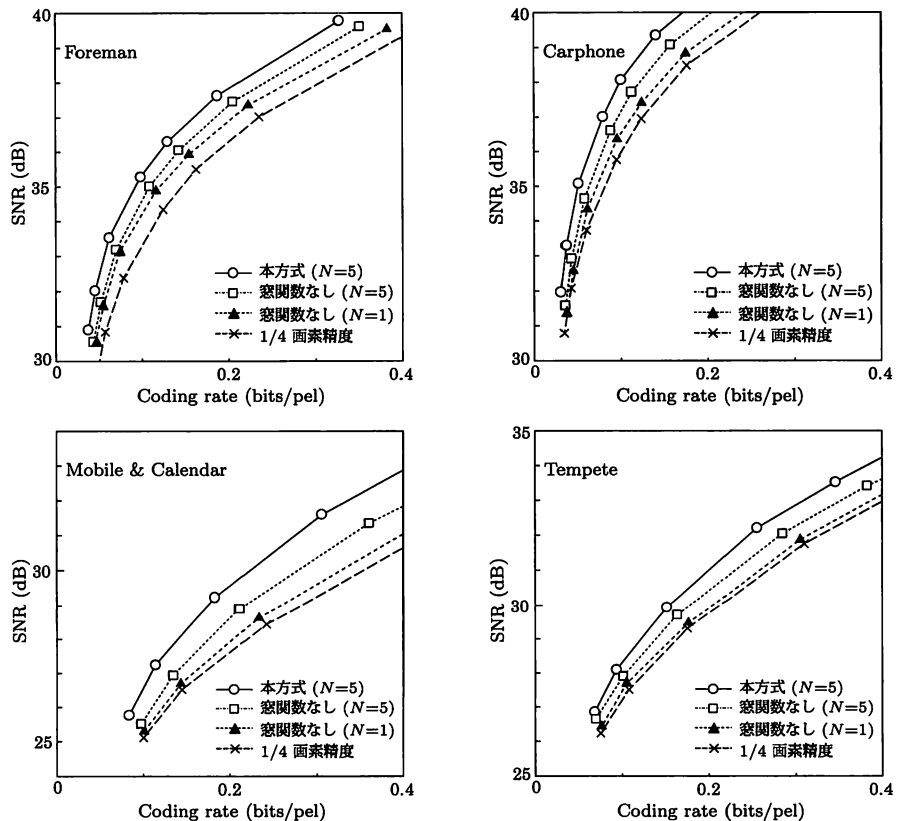 40
Foreman
35
SNR (dB)
本方式 (N=5)
窓関数なし (N=5)
窓関数なし (N=1)
1/4 画素精度
30
0
0.2
0.4
Coding rate (bits/pel)
40
Carphone
35
SNR (dB)
本方式 (N=5)
窓関数なし (N=5)
窓関数なし (N=1)
1/4 画素精度
30
0
0.2
0.4
Coding rate (bits/pel)
Mobile & Calendar
30
SNR (dB)
本方式 (N=5)
窓関数なし (N=5)
窓関数なし (N=1)
1/4 画素精度
25
0
0.2
0.4
Coding rate (bits/pel)
35
Tempete
30
SNR (dB)
本方式 (N=5)
窓関数なし (N=5)
窓関数なし (N=1)
1/4 画素精度
25
0
0.2
0.4
Coding rate (bits/pel)